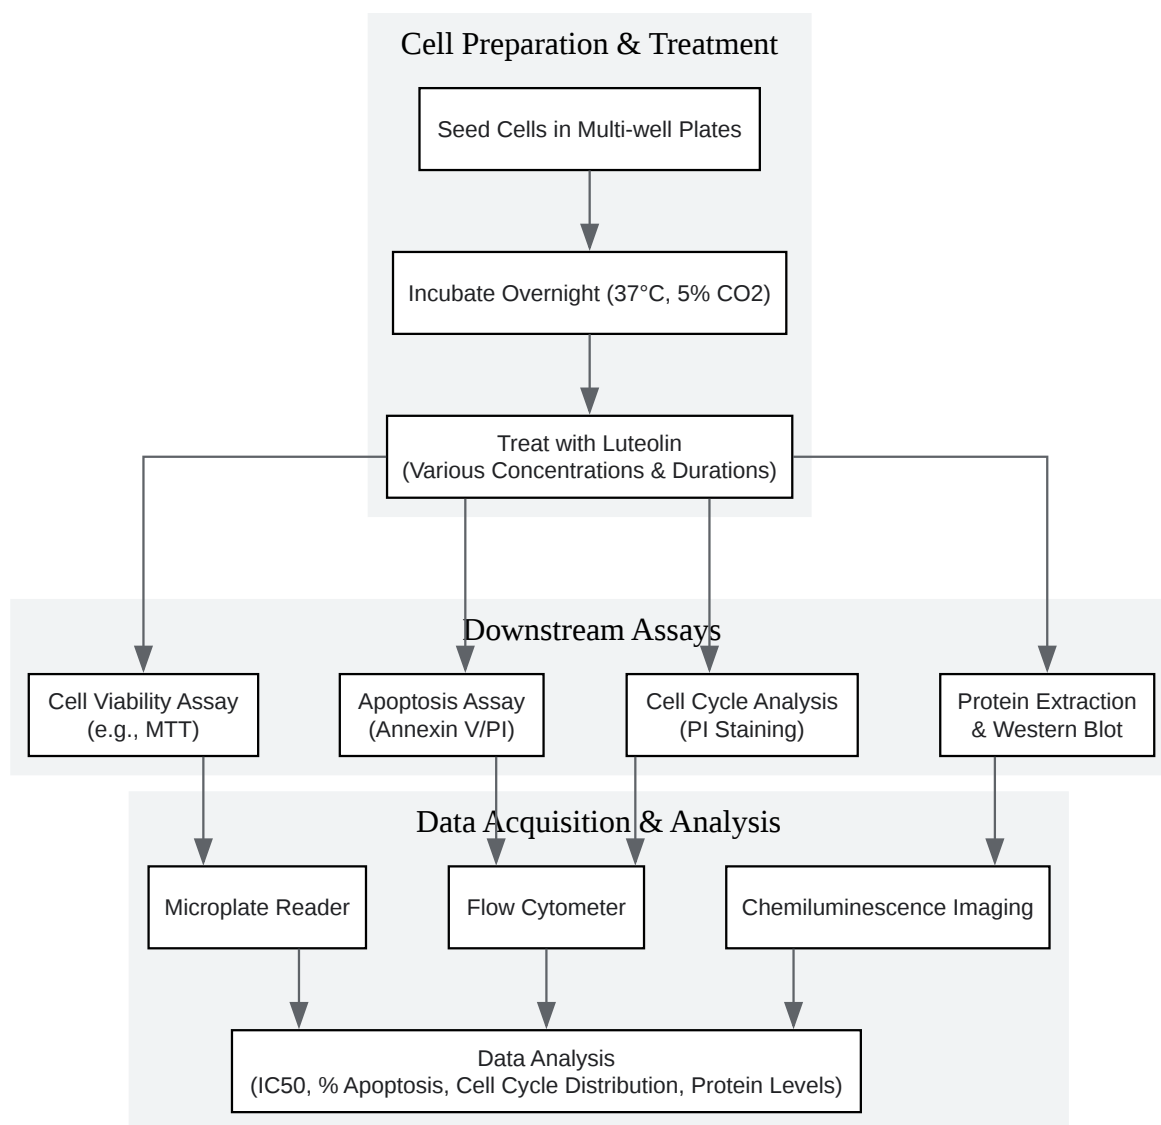 Cell Preparation & Treatment
Seed Cells in Multi-well Plates
Incubate Overnight (37°C, 5% CO2)
Treat with Luteolin
(Various Concentrations & Durations)
Downstream Assays
Cell Viability Assay
(e.g., MTT)
Apoptosis Assay
(Annexin V/PI)
Cell Cycle Analysis
(PI Staining)
Protein Extraction
& Western Blot
Data Acquisition & Analysis
Microplate Reader
Flow Cytometer
Chemiluminescence Imaging
Data Analysis
(IC50, % Apoptosis, Cell Cycle Distribution, Protein Levels)